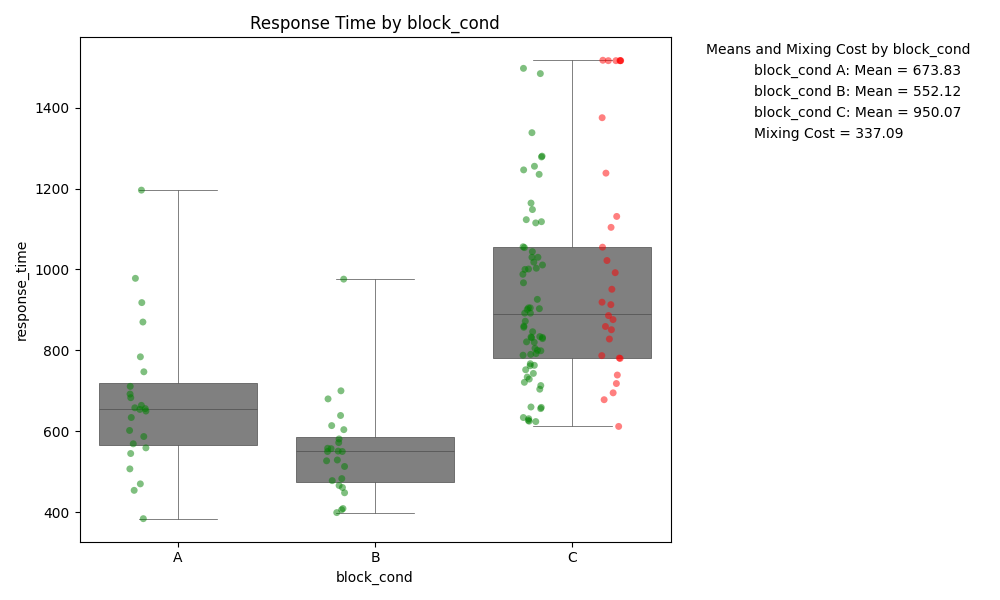 Response Time by block_cond
Means and Mixing Cost by block_cond
block_cond A: Mean = 673.83
block_cond B: Mean = 552.12
block_cond C: Mean = 950.07
Mixing Cost = 337.09
response_time
1400
1200
1000
800
600
400
A B C
block_cond